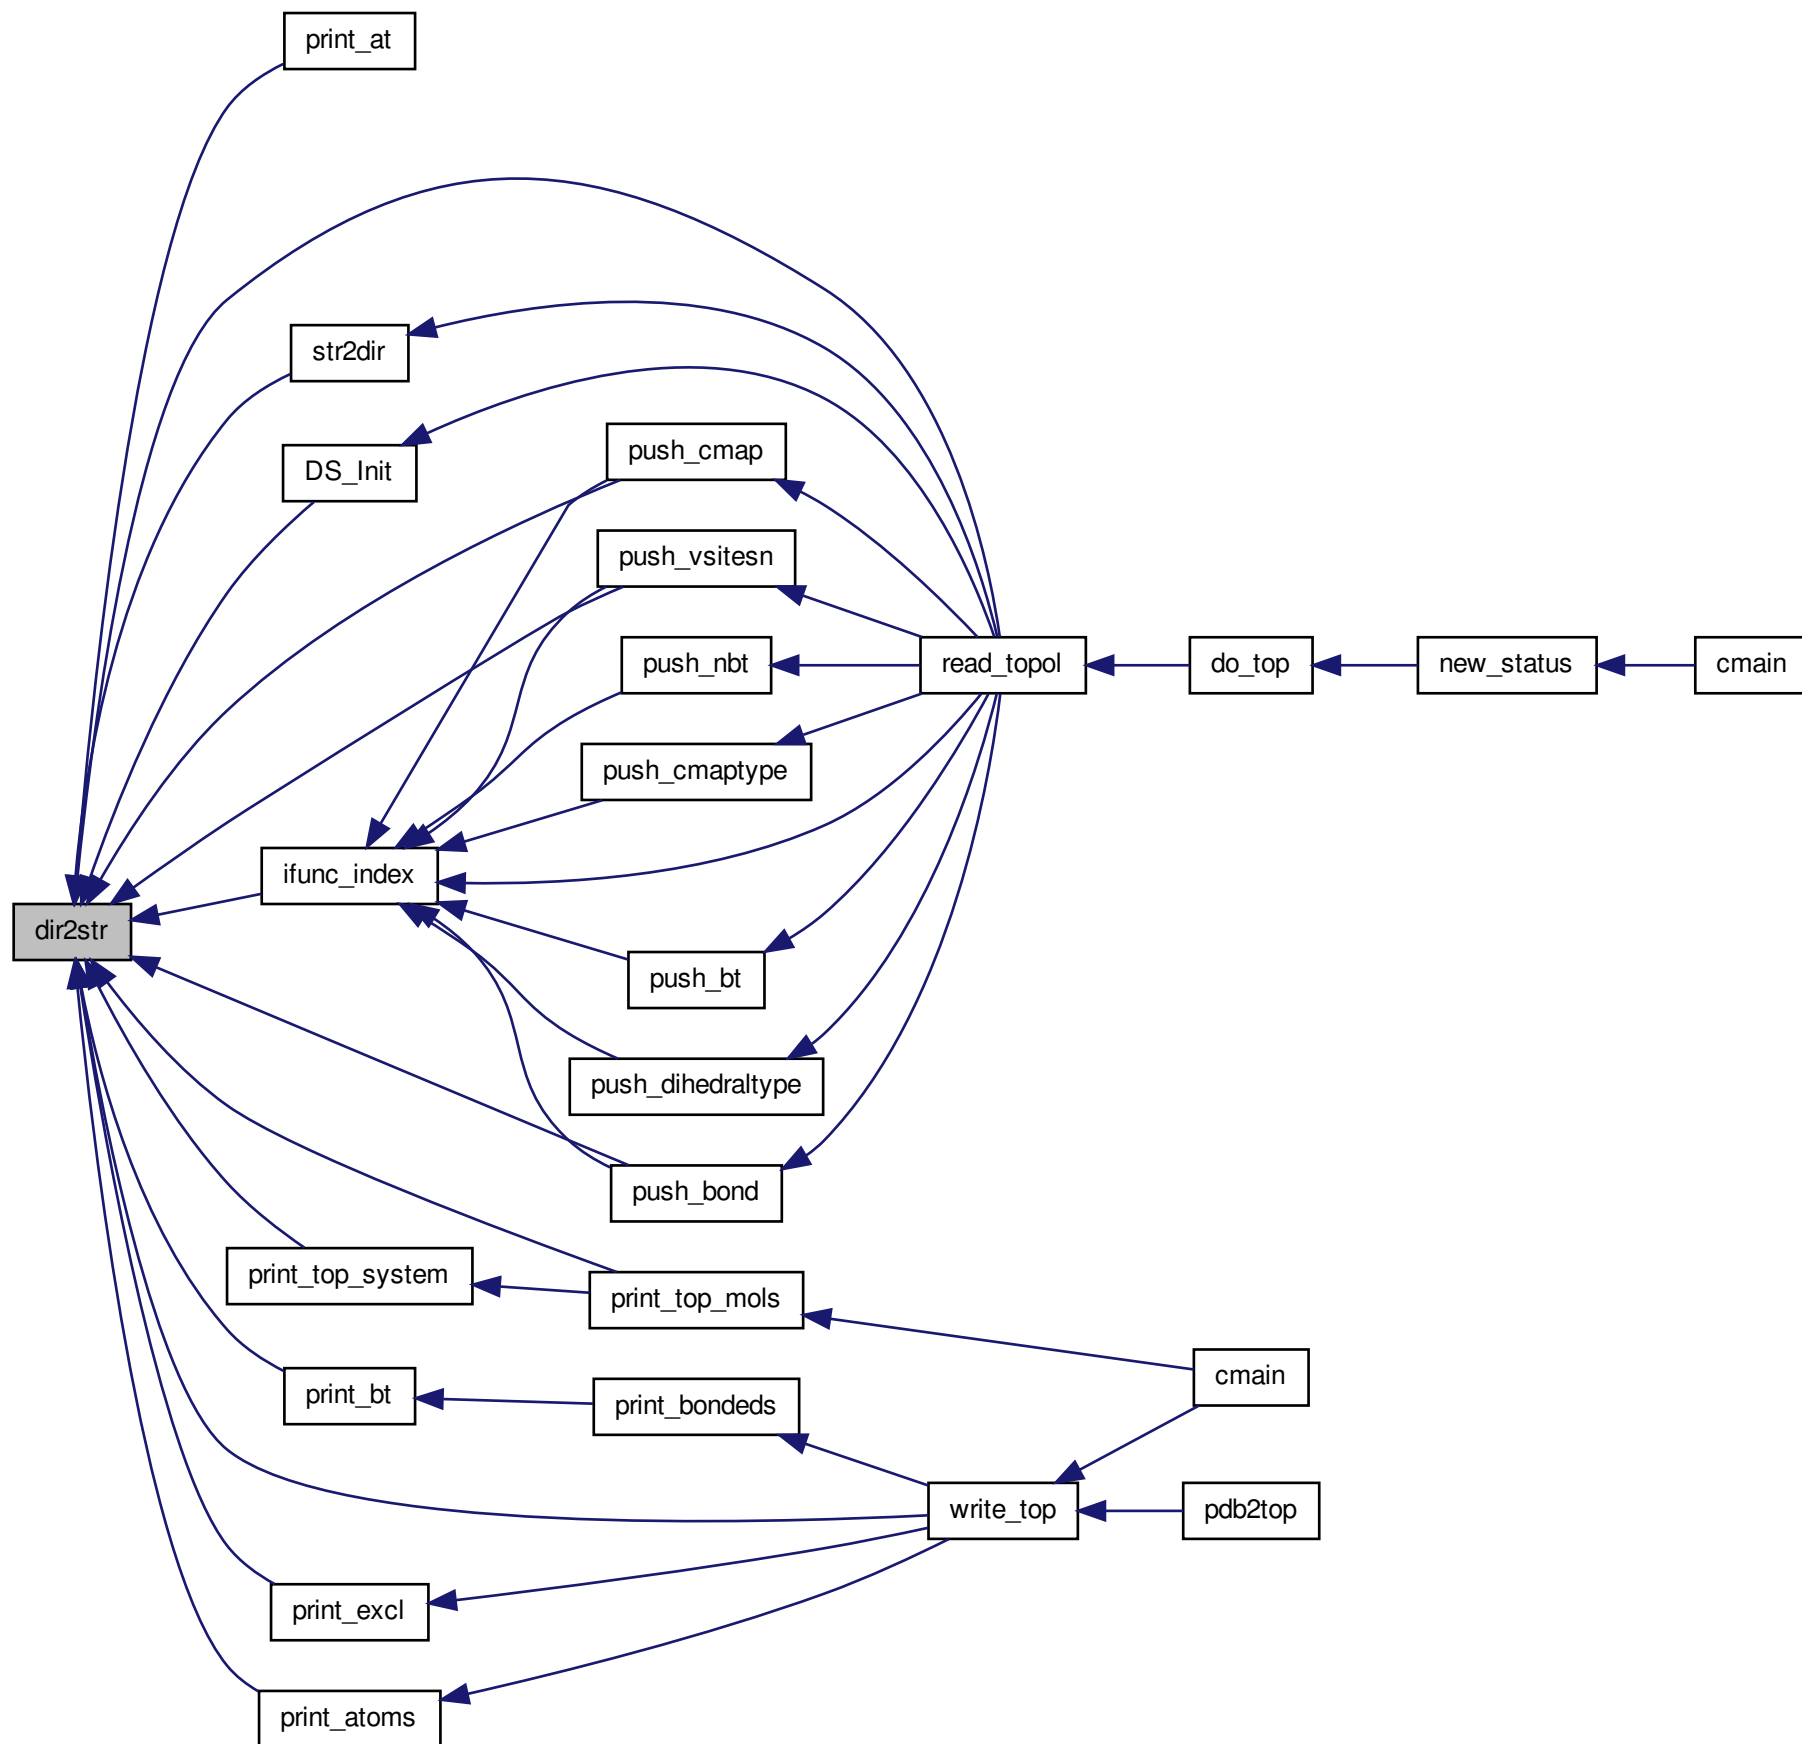 print_at
str2dir
DS_Init
push_cmap
push_vsitesn
push_nbt
read_topol
do_top
new_status
cmain
push_cmaptype
ifunc_index
dir2str
push_bt
push_dihedraltype
push_bond
print_top_system
print_top_mols
cmain
print_bt
print_bondeds
write_top
pdb2top
print_excl
print_atoms